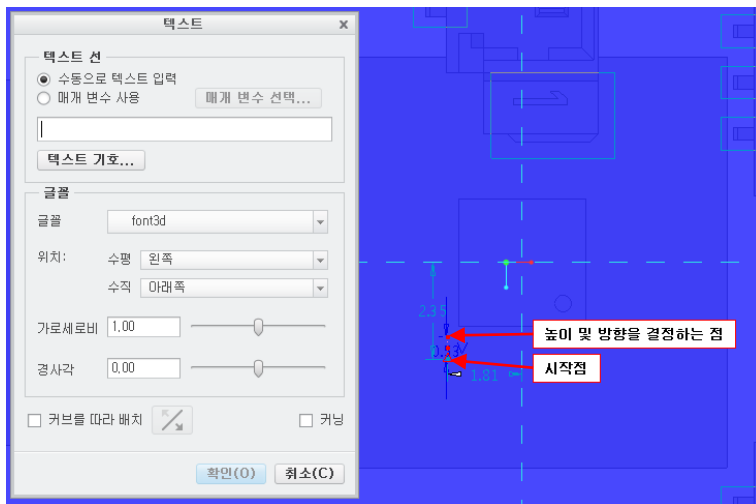 텍스트
텍스트 선
수동으로 텍스트 입력
매개 변수 사용
매개 변수 선택...
텍스트 기호...
글꼴
글꼴 font3d
위치: 수평 왼쪽
수직 아래쪽
가로세로비 1,00
경사각 0,00
커브를 따라 배치
커닝
확인(O) 취소(C)
2.35
높이 및 방향을 결정하는 점
0.53
시작점
1.81